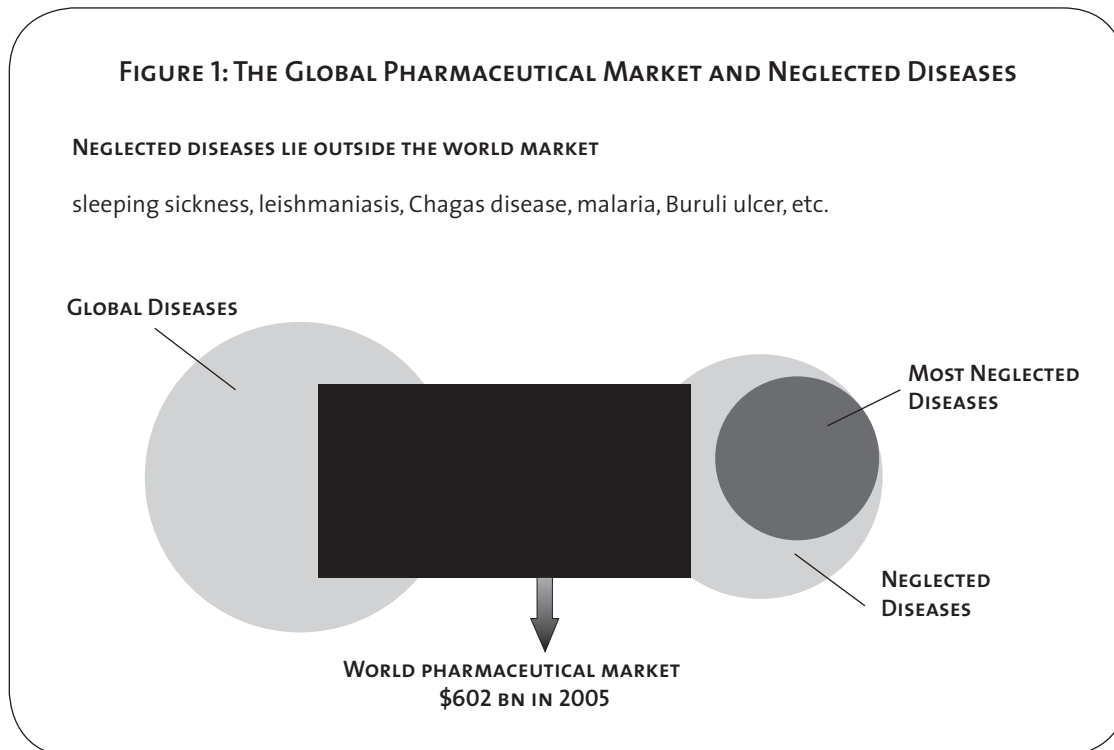 Figure 1: The Global Pharmaceutical Market and Neglected Diseases
Neglected diseases lie outside the world market
sleeping sickness, leishmaniasis, Chagas disease, malaria, Buruli ulcer, etc.
Global Diseases
Most Neglected
Diseases
Neglected
Diseases
World pharmaceutical market
$602 bn in 2005